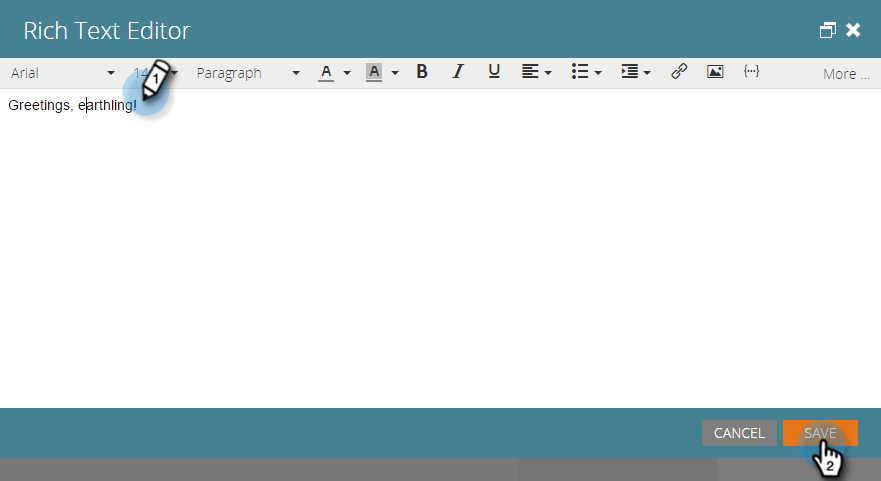 Rich Text Editor
Arial 14 Paragraph A A B I U {···} More ...
1
Greetings, earthling!
CANCEL SAVE
2